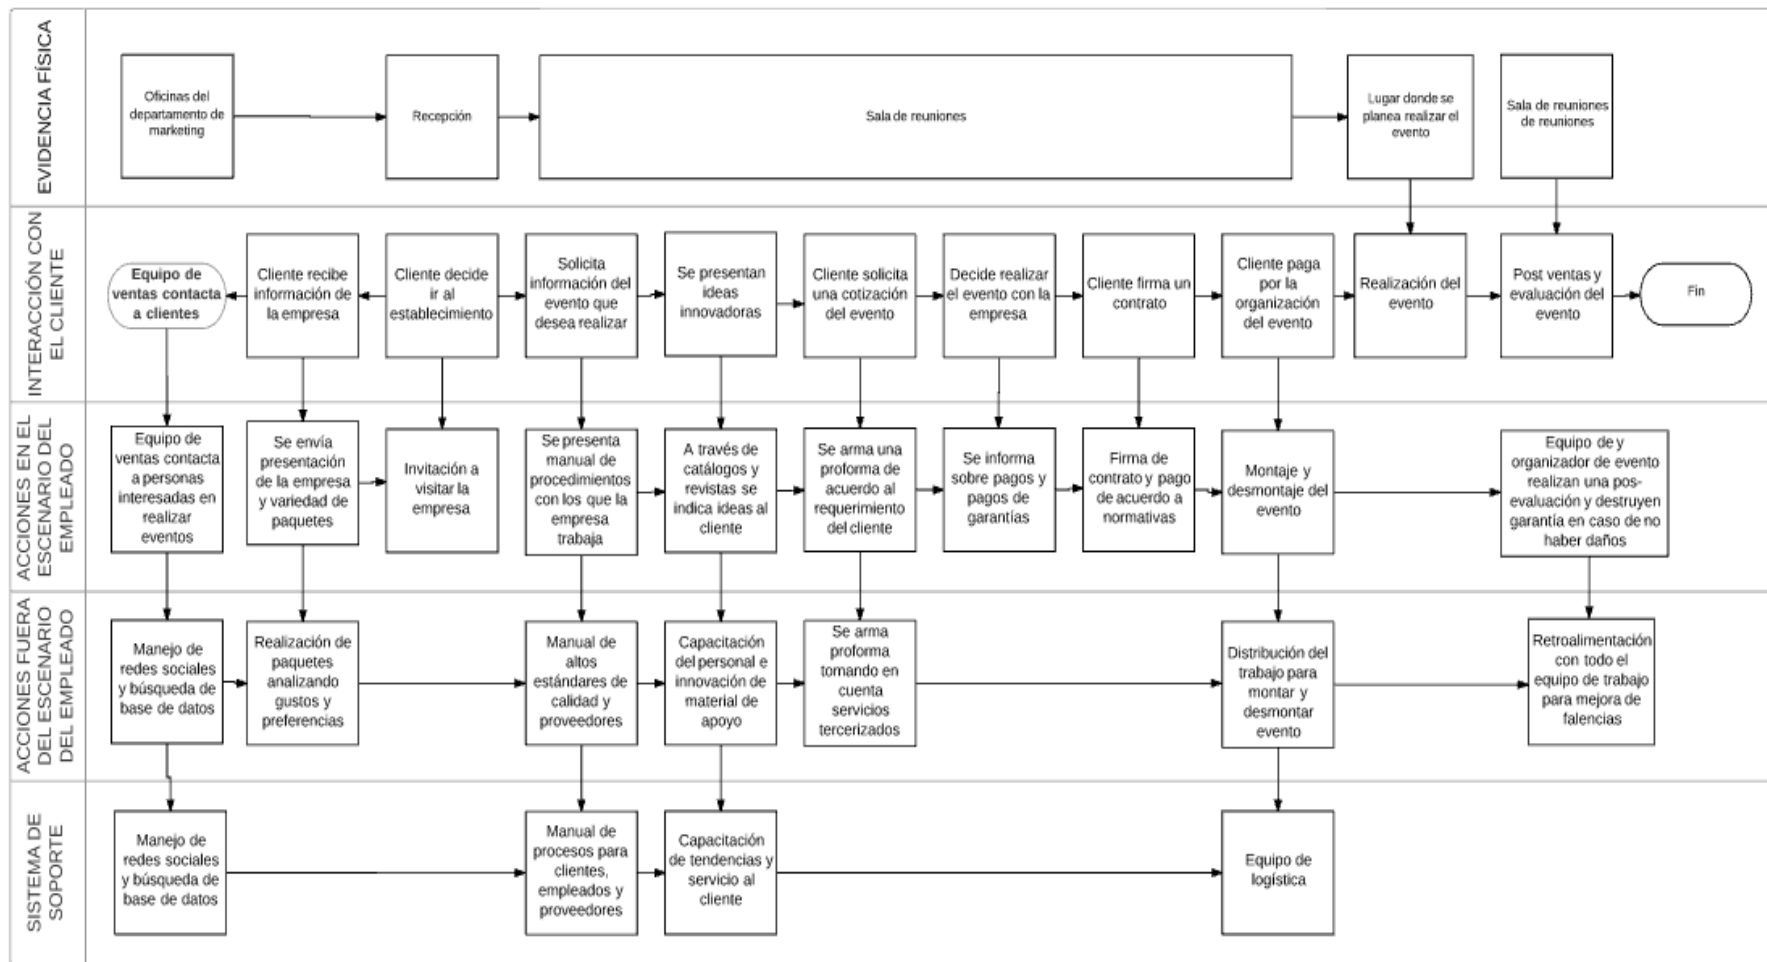 EVIDENCIA FÍSICA
Oficinas del
departamento de
marketing
Recepción
Sala de reuniones
Lugar donde se
planea realizar el
evento
Sala de reuniones
de reuniones
INTERACCIÓN CON
EL CLIENTE
Equipo de
ventas contacta
a clientes
Cliente recibe
información de
la empresa
Cliente decide
ir al
establecimiento
Solicita
información del
evento que
desea realizar
Se presentan
ideas
innovadoras
Cliente solicita
una cotización
del evento
Decide realizar
el evento con la
empresa
Cliente firma un
contrato
Cliente paga
por la
organización
del evento
Realización del
evento
Post ventas y
evaluación del
evento
Fin
ACCIONES EN EL
ESCENARIO DEL
EMPLEADO
Equipo de
ventas contacta
a personas
interesadas en
realizar
eventos
Se envía
presentación
de la empresa
y variedad de
paquetes
Invitación a
visitar la
empresa
Se presenta
manual de
procedimientos
con los que la
empresa
trabaja
A través de
catálogos y
revistas se
indica ideas al
cliente
Se arma una
proforma de
acuerdo al
requerimiento
del cliente
Se informa
sobre pagos y
pagos de
garantías
Firma de
contrato y pago
de acuerdo a
normativas
Montaje y
desmontaje del
evento
Equipo de y
organizador de evento
realizan una pos-
evaluación y destruyen
garantía en caso de no
haber daños
ACCIONES FUERA
DEL ESCENARIO
DEL EMPLEADO
Manejo de
redes sociales
y búsqueda de
base de datos
Realización de
paquetes
analizando
gustos y
preferencias
Manual de
altos
estándares de
calidad y
proveedores
Capacitación
del personal e
innovación de
material de
apoyo
Se arma
proforma
tomando en
cuenta
servicios
tercerizados
Distribución del
trabajo para
montar y
desmontar
evento
Retroalimentación
con todo el
equipo de trabajo
para mejora de
falencias
SISTEMA DE
SOPORTE
Manejo de
redes sociales
y búsqueda de
base de datos
Manual de
procesos para
clientes,
empleados y
proveedores
Capacitación
de tendencias y
servicio al
cliente
Equipo de
logística